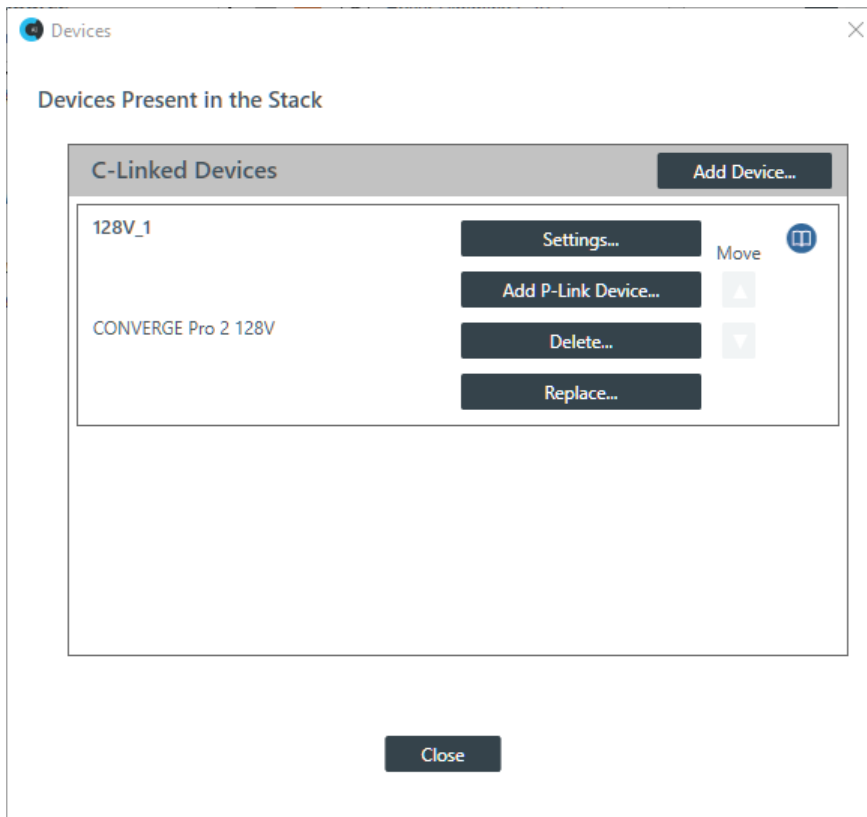 Devices
Devices Present in the Stack
C-Linked Devices
Add Device...
128V_1
Settings...
Move
Add P-Link Device...
CONVERGE Pro 2 128V
Delete...
Replace...
Close